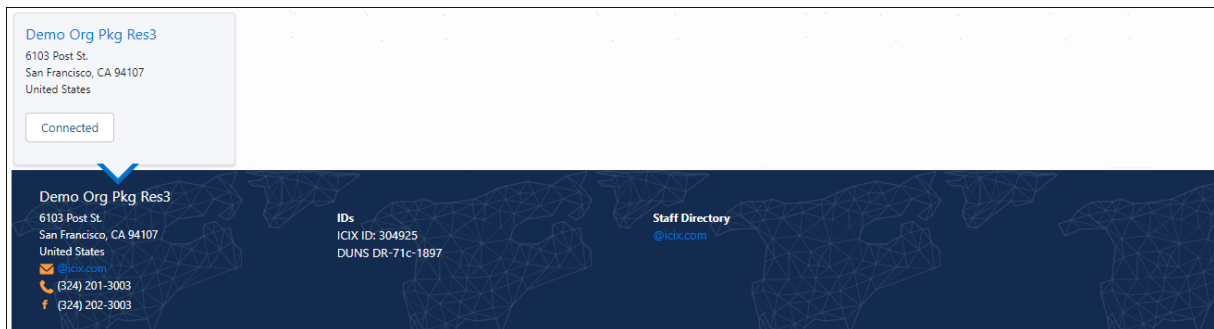 Demo Org Pkg Res3
6103 Post St.
San Francisco, CA 94107
United States
Connected
Demo Org Pkg Res3
6103 Post St.
San Francisco, CA 94107
United States
@icix.com
(324) 201-3003
f (324) 202-3003
IDs
ICIX ID: 304925
DUNS DR-71c-1897
Staff Directory
@icix.com